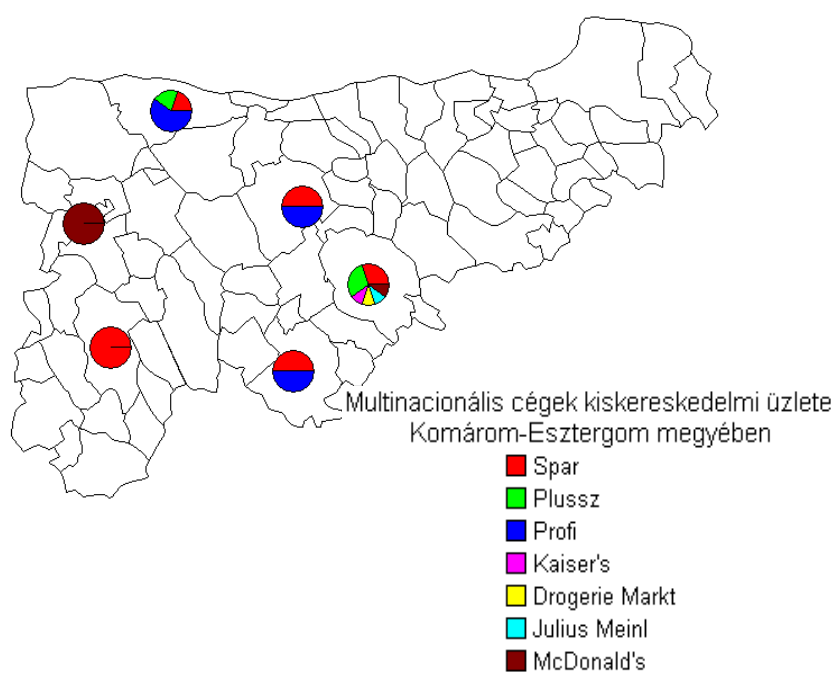 Multinacionális cégek kiskereskedelmi üzlete
Komárom-Esztergom megyében
Spar
Plussz
Profi
Kaiser's
Drogerie Markt
Julius Meinl
McDonald's